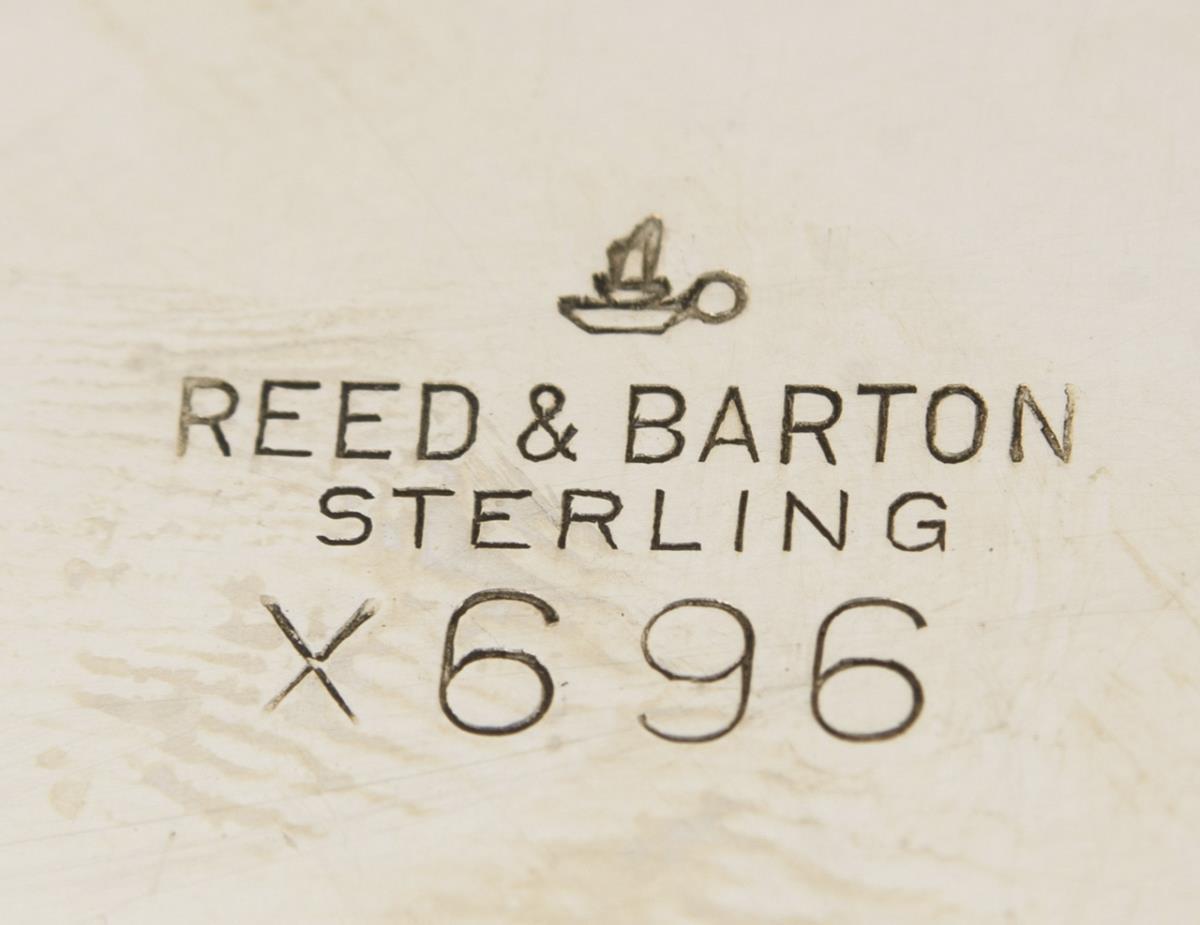 REED & BARTON
STERLING
X696